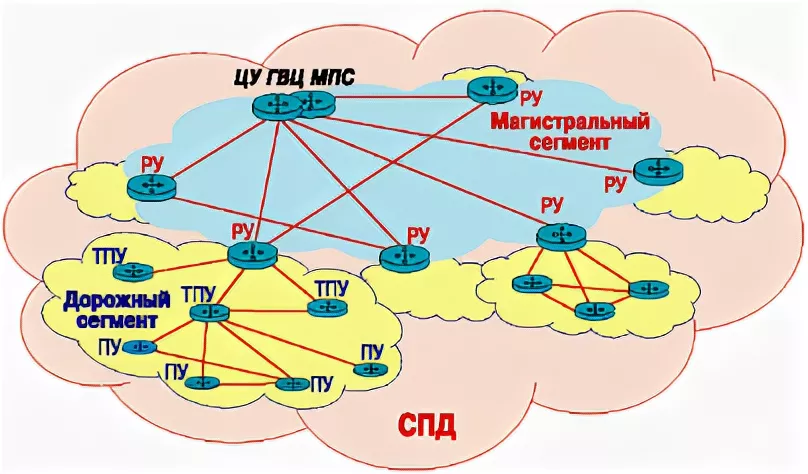 ЦУ ГВЦ МПС
РУ
Магистральный
сегмент
РУ
РУ
РУ
РУ
РУ
ТПУ
Дорожный
сегмент
ТПУ
ТПУ
ПУ
ПУ
ПУ
ПУ
СПД